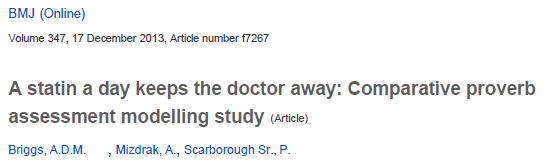 BMJ (Online)
Volume 347, 17 December 2013, Article number f7267
A statin a day keeps the doctor away: Comparative proverb
assessment modelling study (Article)
Briggs, A.D.M. , Mizdrak, A., Scarborough Sr., P.